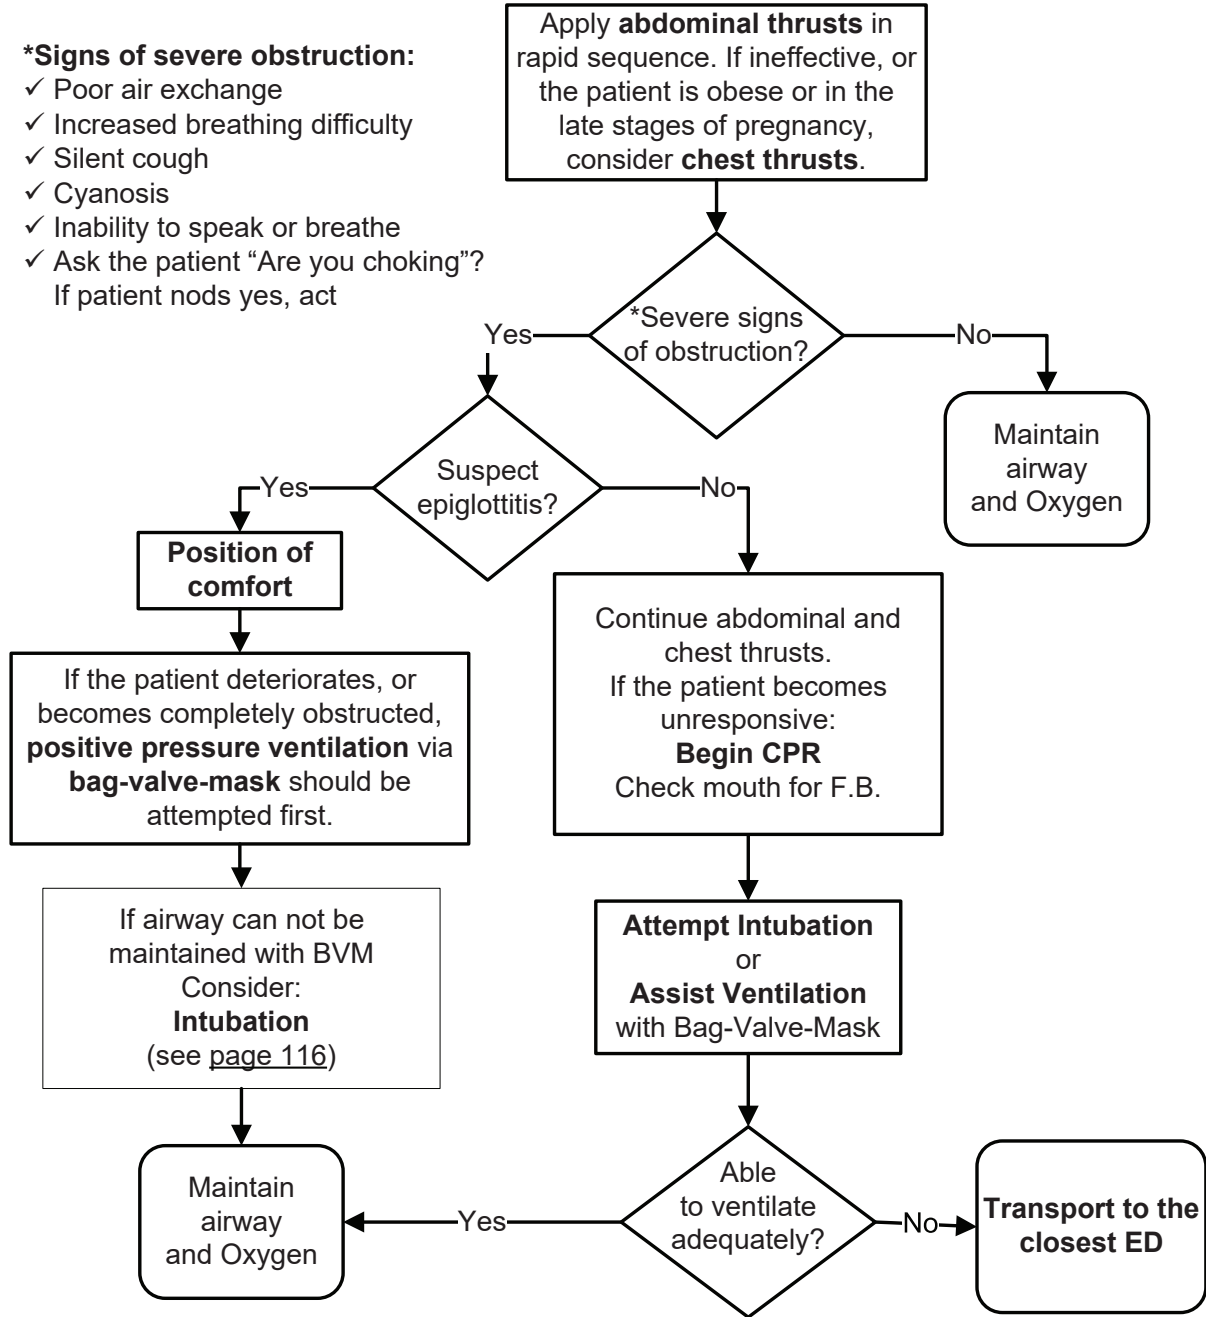 *Signs of severe obstruction:
✓ Poor air exchange
✓ Increased breathing difficulty
✓ Silent cough
✓ Cyanosis
✓ Inability to speak or breathe
✓ Ask the patient “Are you choking”?
If patient nods yes, act
Apply abdominal thrusts in
rapid sequence. If ineffective, or
the patient is obese or in the
late stages of pregnancy,
consider chest thrusts.
*Severe signs
of obstruction?
Yes
No
Maintain
airway
and Oxygen
Suspect
epiglottitis?
Yes
No
Position of
comfort
If the patient deteriorates, or
becomes completely obstructed,
positive pressure ventilation via
bag-valve-mask should be
attempted first.
If airway can not be
maintained with BVM
Consider:
Intubation
(see page 116)
Continue abdominal and
chest thrusts.
If the patient becomes
unresponsive:
Begin CPR
Check mouth for F.B.
Attempt Intubation
or
Assist Ventilation
with Bag-Valve-Mask
Able
to ventilate
adequately?
Yes
No
Maintain
airway
and Oxygen
Transport to the
closest ED